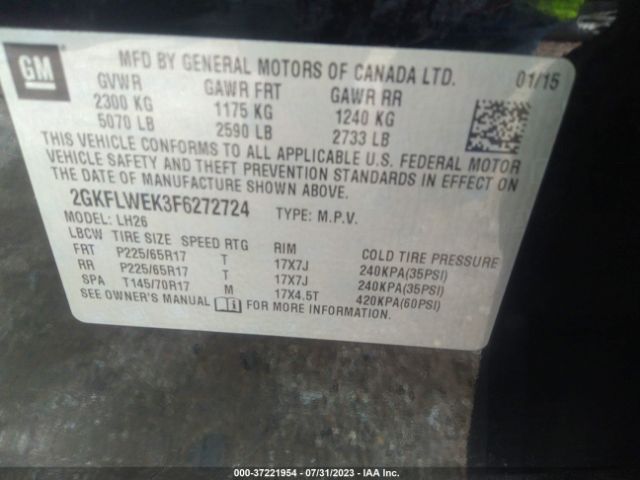 GM
MFD BY GENERAL MOTORS OF CANADA LTD. 01/15
GVWR GAWR FRT GAWR RR
2300 KG 1175 KG 1240 KG
5070 LB 2590 LB 2733 LB
THIS VEHICLE CONFORMS TO ALL APPLICABLE U.S. FEDERAL MOTOR
VEHICLE SAFETY AND THEFT PREVENTION STANDARDS IN EFFECT ON
THE DATE OF MANUFACTURE SHOWN ABOVE.
2GKFLWEK3F6272724 TYPE: M.P.V.
MODEL: LH26
LBCW TIRE SIZE SPEED RTG RIM COLD TIRE PRESSURE
FRT P225/65R17 T 17X7J 240KPA(35PSI)
RR P225/65R17 T 17X7J 240KPA(35PSI)
SPA T145/70R17 M 17X4.5T 420KPA(60PSI)
SEE OWNER'S MANUAL FOR MORE INFORMATION.
000-37221954 - 07/31/2023 - IAA Inc.